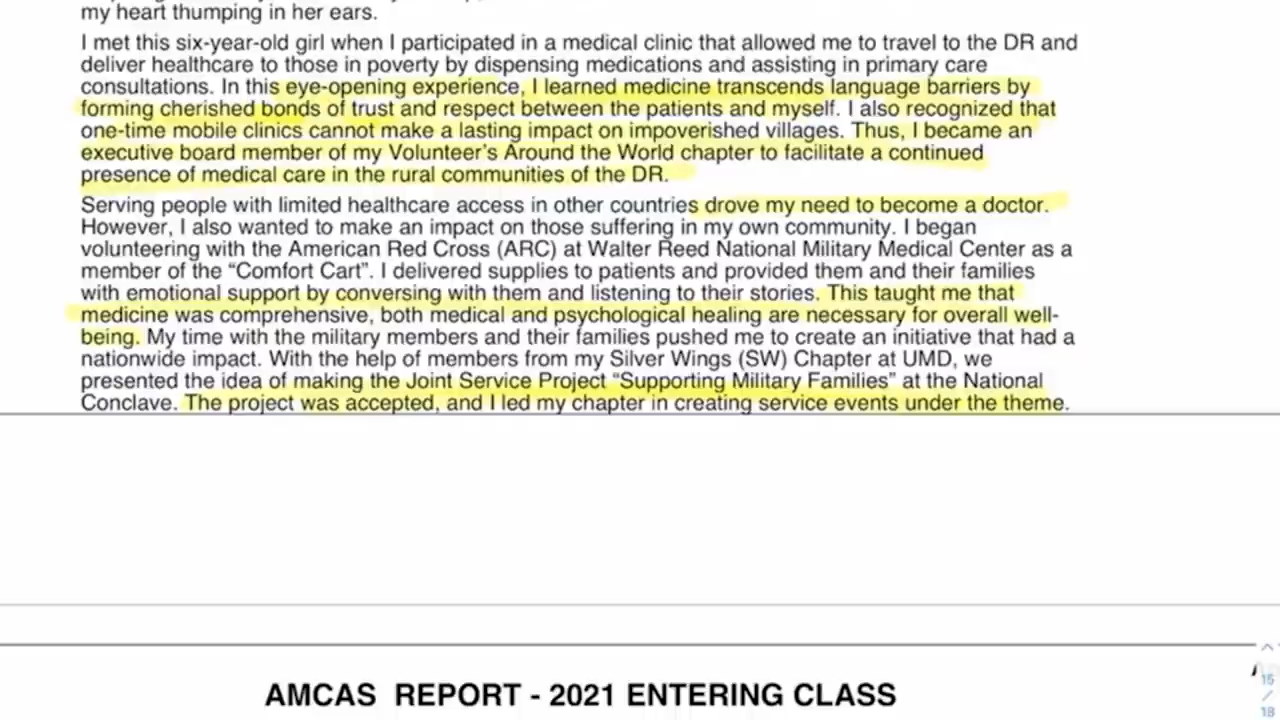 my heart thumping in her ears.
I met this six-year-old girl when I participated in a medical clinic that allowed me to travel to the DR and
deliver healthcare to those in poverty by dispensing medications and assisting in primary care
consultations. In this eye-opening experience, I learned medicine transcends language barriers by
forming cherished bonds of trust and respect between the patients and myself. I also recognized that
one-time mobile clinics cannot make a lasting impact on impoverished villages. Thus, I became an
executive board member of my Volunteer's Around the World chapter to facilitate a continued
presence of medical care in the rural communities of the DR.
Serving people with limited healthcare access in other countries drove my need to become a doctor.
However, I also wanted to make an impact on those suffering in my own community. I began
volunteering with the American Red Cross (ARC) at Walter Reed National Military Medical Center as a
member of the “Comfort Cart”. I delivered supplies to patients and provided them and their families
with emotional support by conversing with them and listening to their stories. This taught me that
medicine was comprehensive, both medical and psychological healing are necessary for overall well-
being. My time with the military members and their families pushed me to create an initiative that had a
nationwide impact. With the help of members from my Silver Wings (SW) Chapter at UMD, we
presented the idea of making the Joint Service Project “Supporting Military Families” at the National
Conclave. The project was accepted, and I led my chapter in creating service events under the theme.
AMCAS REPORT - 2021 ENTERING CLASS
15
/
18